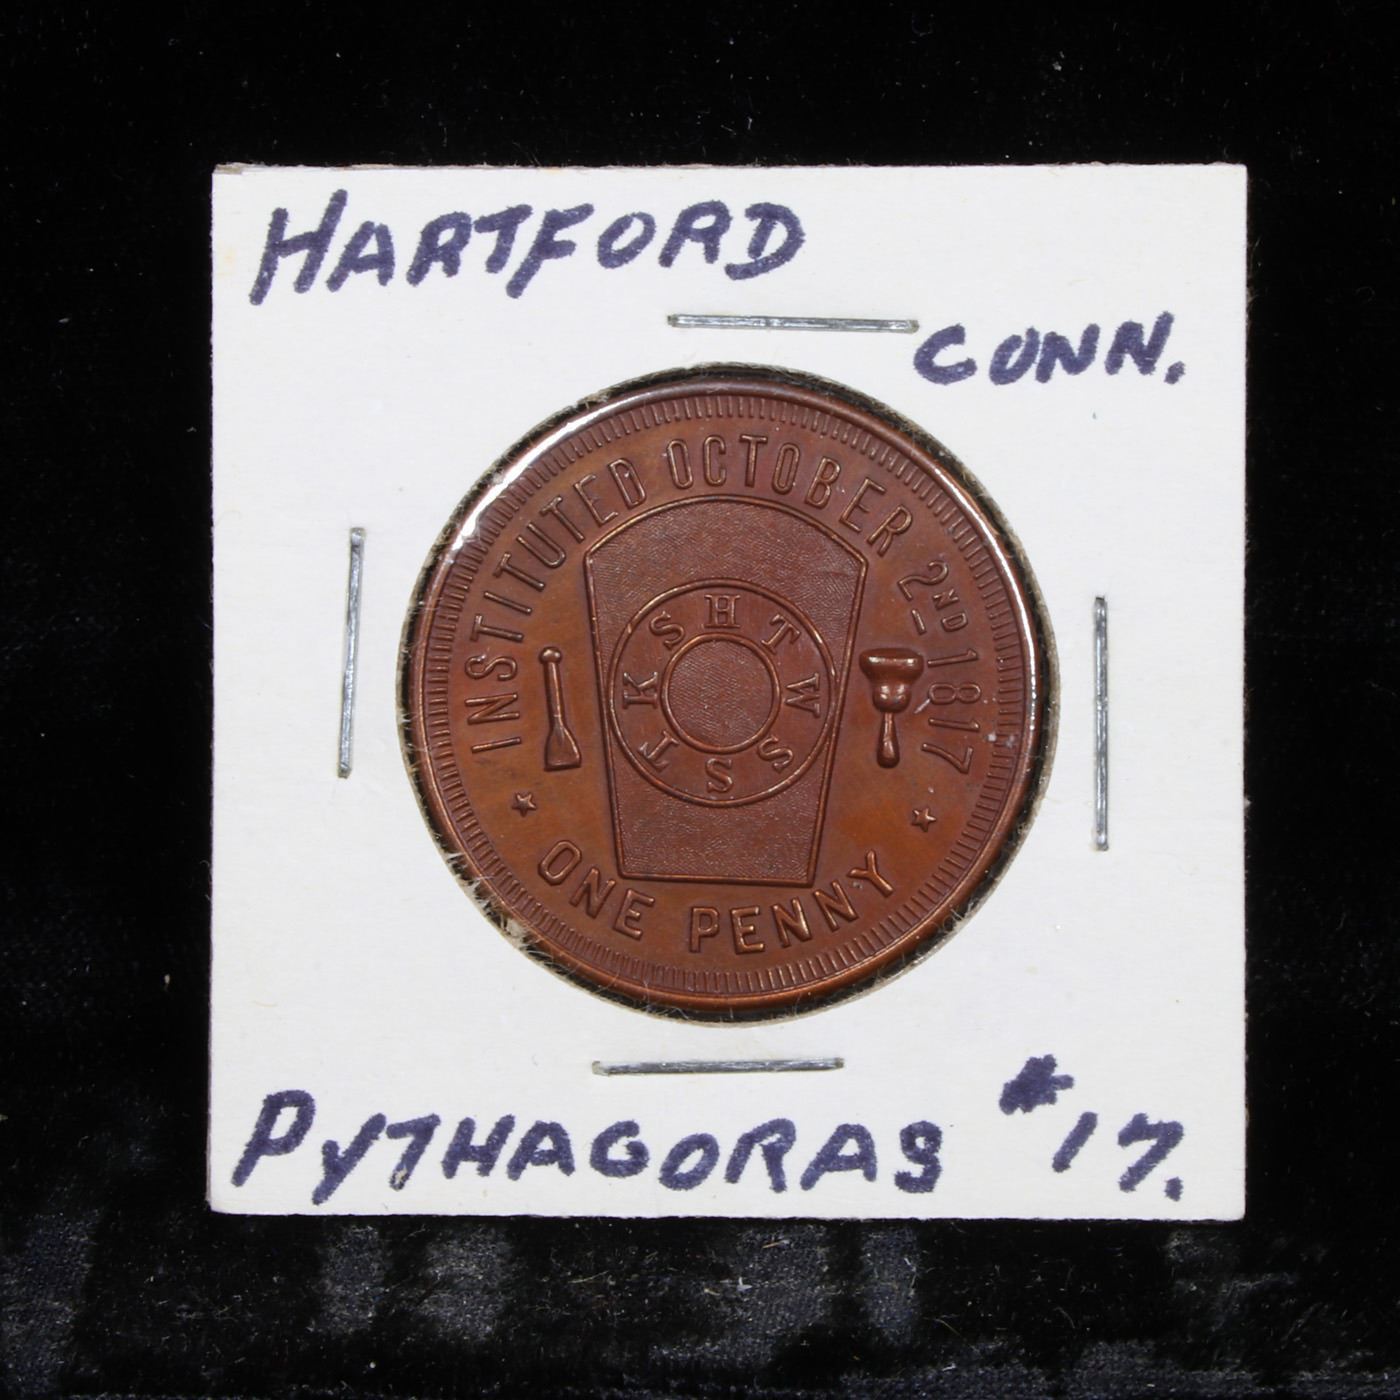 HARTFORD
CONN.
INSTITUTED OCTOBER 2ND 1817
HTWSSTKS
ONE PENNY
PYTHAGORAS #17.